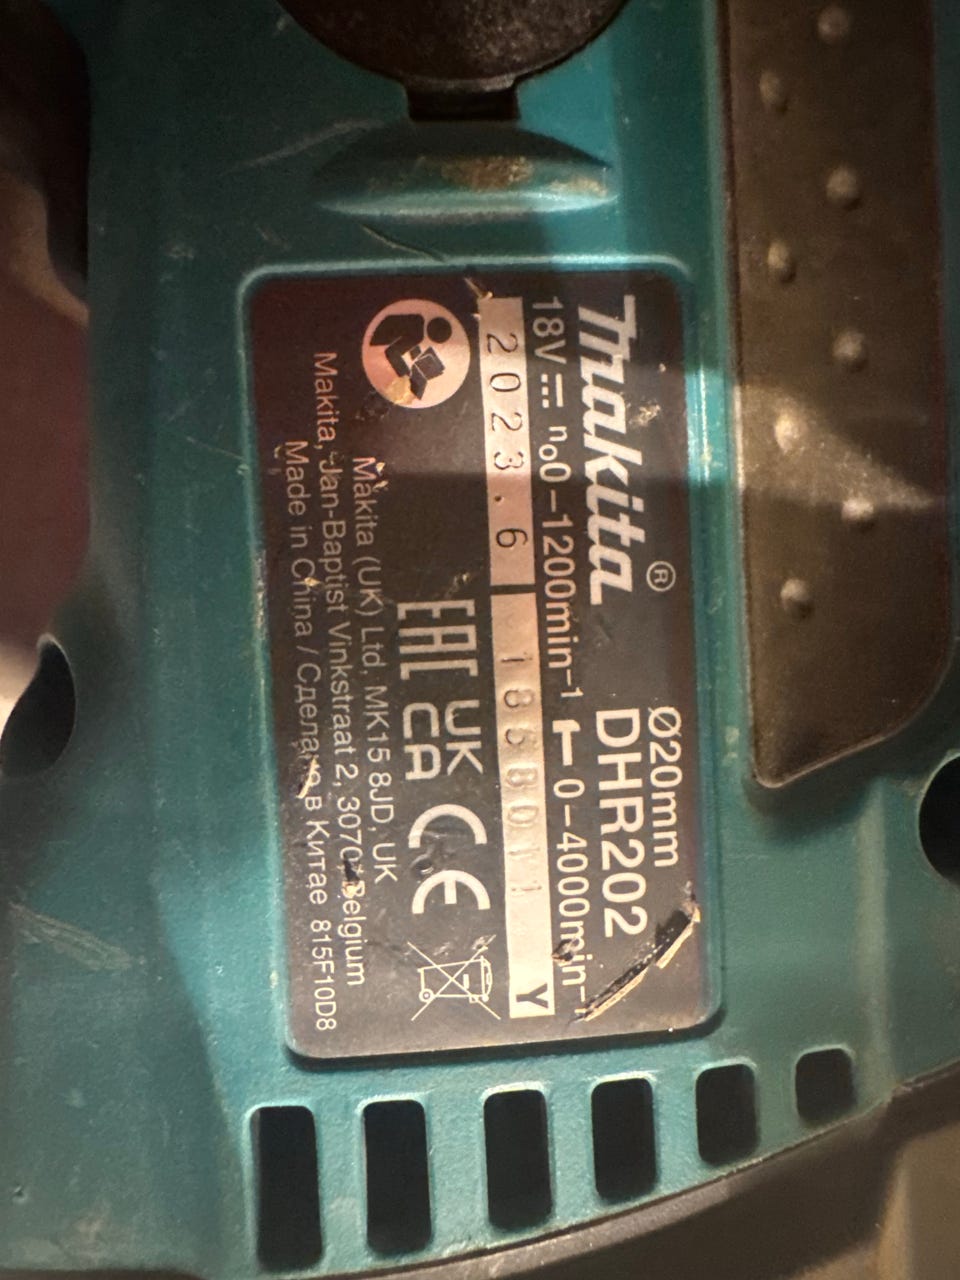 makita®
Ø20mm
DHR202
18V n₀0–1200min⁻¹ 0–4000min⁻¹
2023.6 Y
EAC UK CA CE
Makita (UK) Ltd, MK15 8JD, UK
Makita, Jan-Baptist Vinkstraat 2, 3070 Belgium
Made in China / Сделано в Китае 815F10D8